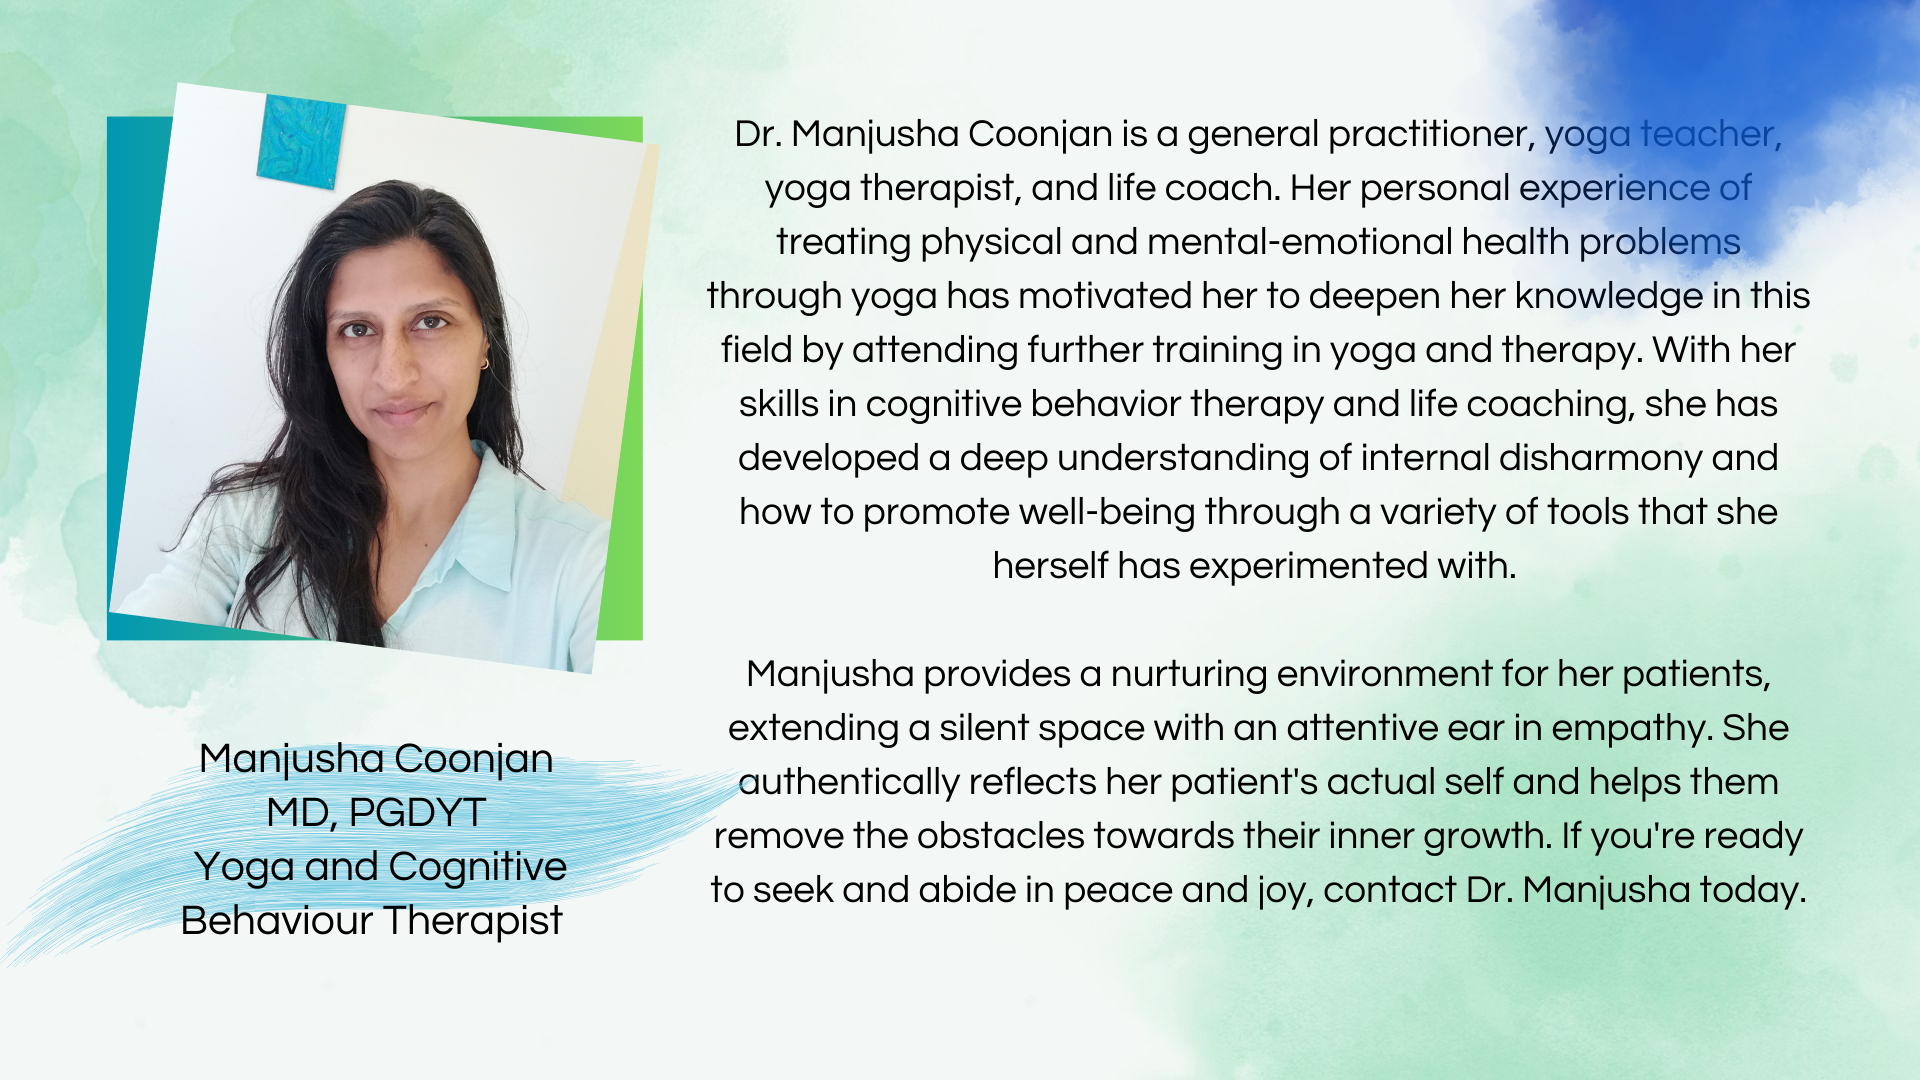 Dr. Manjusha Coonjan is a general practitioner, yoga teacher,
yoga therapist, and life coach. Her personal experience of
treating physical and mental-emotional health problems
through yoga has motivated her to deepen her knowledge in this
field by attending further training in yoga and therapy. With her
skills in cognitive behavior therapy and life coaching, she has
developed a deep understanding of internal disharmony and
how to promote well-being through a variety of tools that she
herself has experimented with.
Manjusha provides a nurturing environment for her patients,
extending a silent space with an attentive ear in empathy. She
authentically reflects her patient's actual self and helps them
remove the obstacles towards their inner growth. If you're ready
to seek and abide in peace and joy, contact Dr. Manjusha today.
Manjusha Coonjan
MD, PGDYT
Yoga and Cognitive
Behaviour Therapist